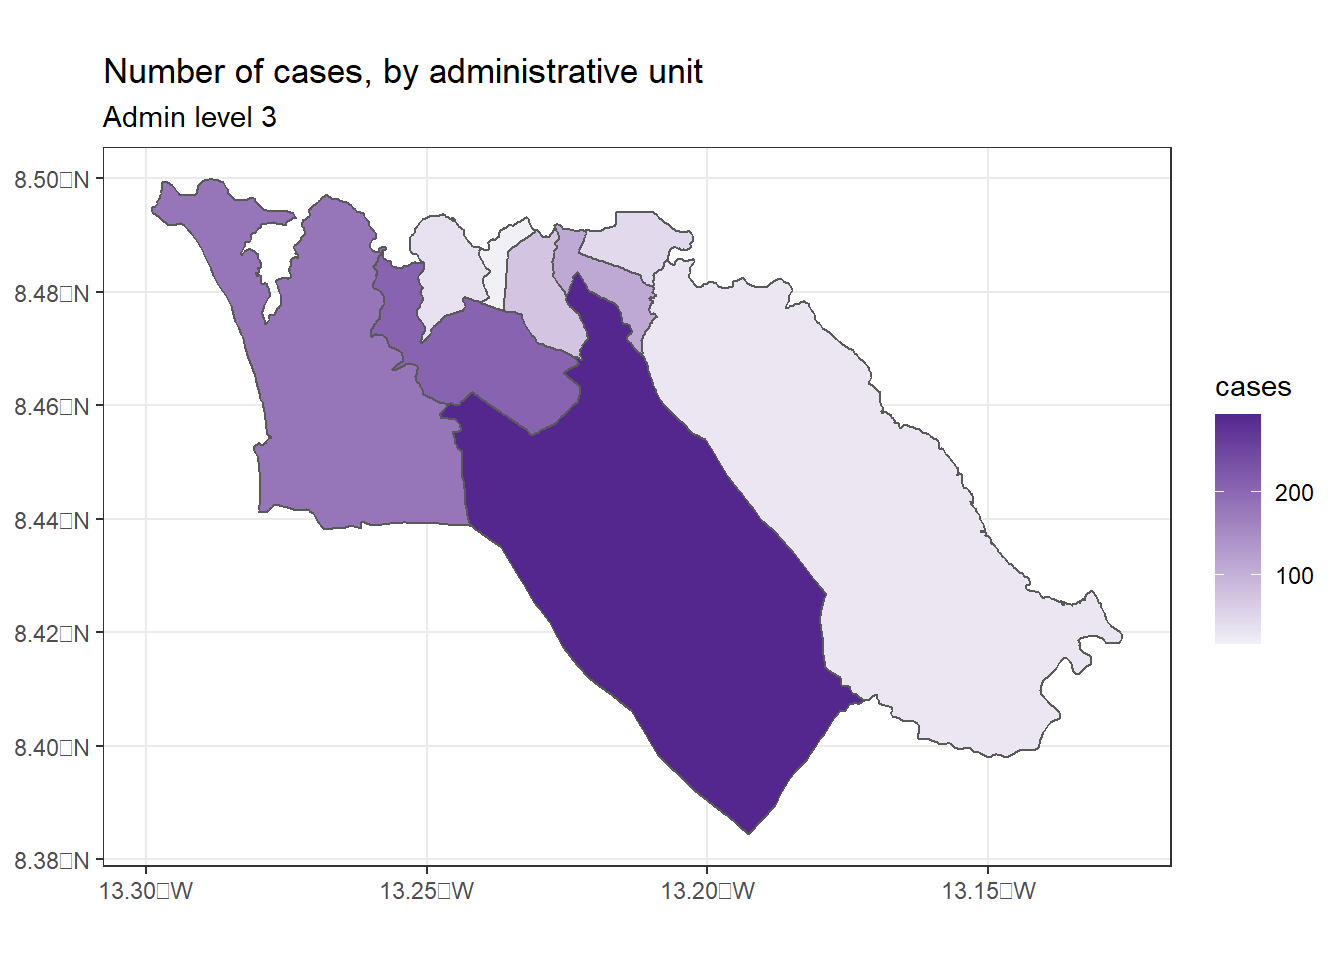 Number of cases, by administrative unit
Admin level 3
8.50□N
8.48□N
8.46□N
8.44□N
8.42□N
8.40□N
8.38□N
13.30□W
13.25□W
13.20□W
13.15□W
cases
200
100